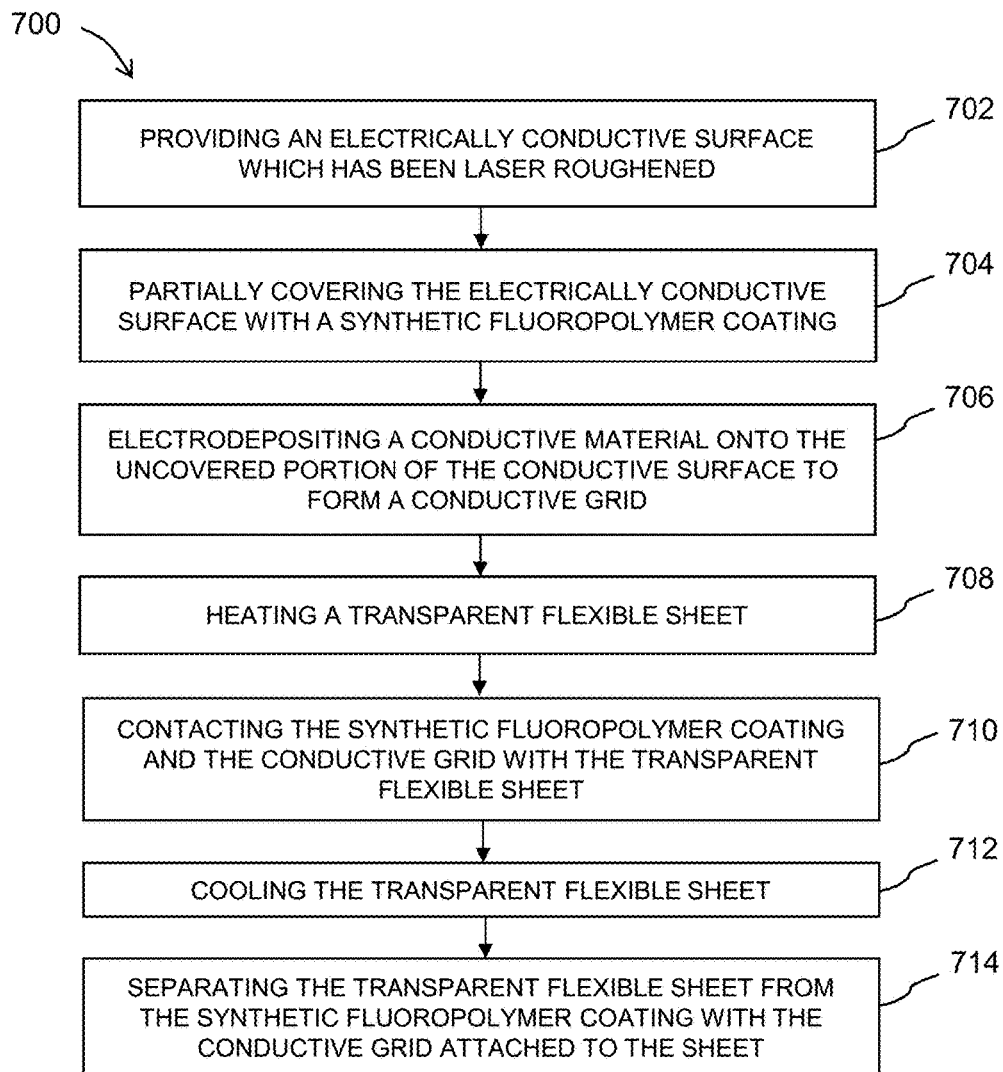 700
PROVIDING AN ELECTRICALLY CONDUCTIVE SURFACE
WHICH HAS BEEN LASER ROUGHENED
702
PARTIALLY COVERING THE ELECTRICALLY CONDUCTIVE
SURFACE WITH A SYNTHETIC FLUOROPOLYMER COATING
704
ELECTRODEPOSITING A CONDUCTIVE MATERIAL ONTO THE
UNCOVERED PORTION OF THE CONDUCTIVE SURFACE TO
FORM A CONDUCTIVE GRID
706
HEATING A TRANSPARENT FLEXIBLE SHEET
708
CONTACTING THE SYNTHETIC FLUOROPOLYMER COATING
AND THE CONDUCTIVE GRID WITH THE TRANSPARENT
FLEXIBLE SHEET
710
COOLING THE TRANSPARENT FLEXIBLE SHEET
712
SEPARATING THE TRANSPARENT FLEXIBLE SHEET FROM
THE SYNTHETIC FLUOROPOLYMER COATING WITH THE
CONDUCTIVE GRID ATTACHED TO THE SHEET
714